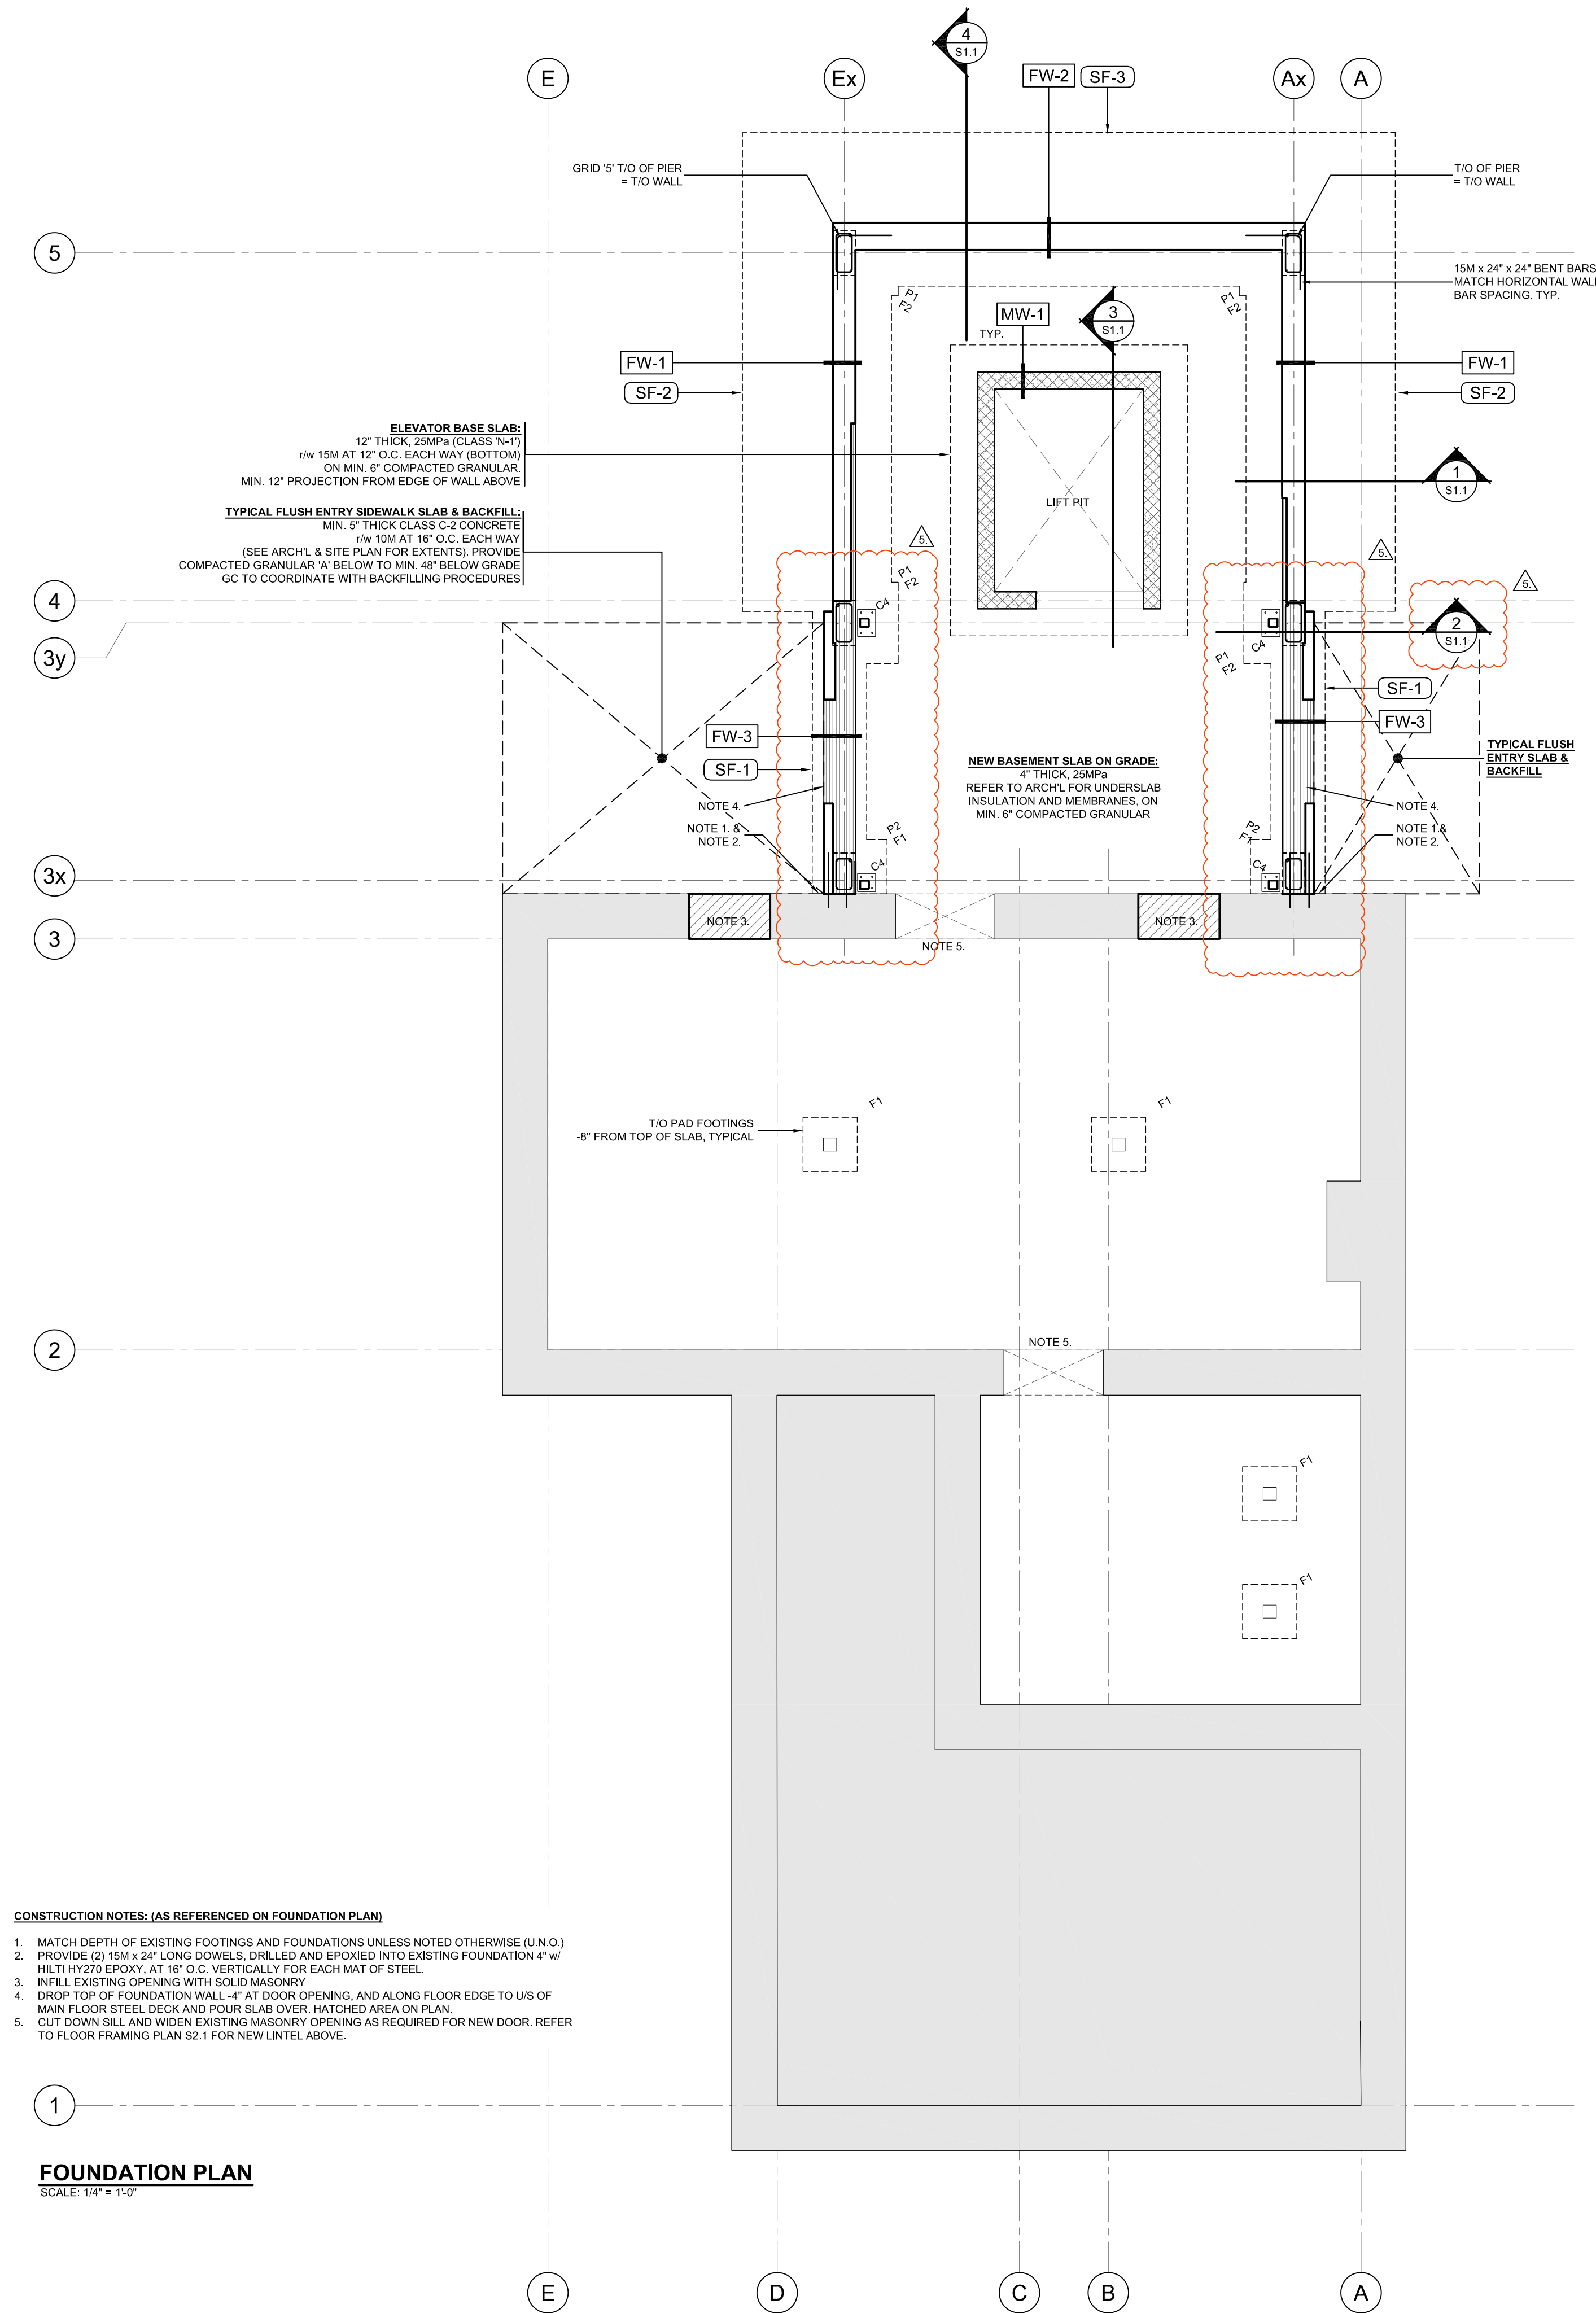 4
S1.1
E
Ex
FW-2
SF-3
Ax
A
GRID '5' T/O OF PIER
= T/O WALL
T/O OF PIER
= T/O WALL
5
15M x 24" x 24" BENT BARS
MATCH HORIZONTAL WALL
BAR SPACING. TYP.
P1
F2
P1
F2
MW-1
TYP.
3
S1.1
FW-1
SF-2
FW-1
SF-2
ELEVATOR BASE SLAB:
12" THICK, 25MPa (CLASS 'N-1')
r/w 15M AT 12" O.C. EACH WAY (BOTTOM)
ON MIN. 6" COMPACTED GRANULAR.
MIN. 12" PROJECTION FROM EDGE OF WALL ABOVE
1
S1.1
LIFT PIT
TYPICAL FLUSH ENTRY SIDEWALK SLAB & BACKFILL:
MIN. 5" THICK CLASS C-2 CONCRETE
r/w 10M AT 16" O.C. EACH WAY
(SEE ARCH'L & SITE PLAN FOR EXTENTS). PROVIDE
COMPACTED GRANULAR 'A' BELOW TO MIN. 48" BELOW GRADE
GC TO COORDINATE WITH BACKFILLING PROCEDURES
5.
5.
5.
P1
F2
C4
4
2
S1.1
3y
C4
P1
F2
SF-1
FW-3
FW-3
SF-1
NEW BASEMENT SLAB ON GRADE:
4" THICK, 25MPa
REFER TO ARCH'L FOR UNDERSLAB
INSULATION AND MEMBRANES, ON
MIN. 6" COMPACTED GRANULAR
TYPICAL FLUSH
ENTRY SLAB &
BACKFILL
NOTE 4.
NOTE 1. &
NOTE 2.
P2
F1
P2
F1
NOTE 4.
NOTE 1.&
NOTE 2.
C4
C4
3x
NOTE 3.
NOTE 3.
3
NOTE 5.
F1
F1
T/O PAD FOOTINGS
-8" FROM TOP OF SLAB, TYPICAL
NOTE 5.
2
F1
F1
CONSTRUCTION NOTES: (AS REFERENCED ON FOUNDATION PLAN)
1. MATCH DEPTH OF EXISTING FOOTINGS AND FOUNDATIONS UNLESS NOTED OTHERWISE (U.N.O.)
2. PROVIDE (2) 15M x 24" LONG DOWELS, DRILLED AND EPOXIED INTO EXISTING FOUNDATION 4" w/
HILTI HY270 EPOXY, AT 16" O.C. VERTICALLY FOR EACH MAT OF STEEL.
3. INFILL EXISTING OPENING WITH SOLID MASONRY
4. DROP TOP OF FOUNDATION WALL -4" AT DOOR OPENING, AND ALONG FLOOR EDGE TO U/S OF
MAIN FLOOR STEEL DECK AND POUR SLAB OVER. HATCHED AREA ON PLAN.
5. CUT DOWN SILL AND WIDEN EXISTING MASONRY OPENING AS REQUIRED FOR NEW DOOR. REFER
TO FLOOR FRAMING PLAN S2.1 FOR NEW LINTEL ABOVE.
1
FOUNDATION PLAN
SCALE: 1/4" = 1'-0"
E
D
C
B
A